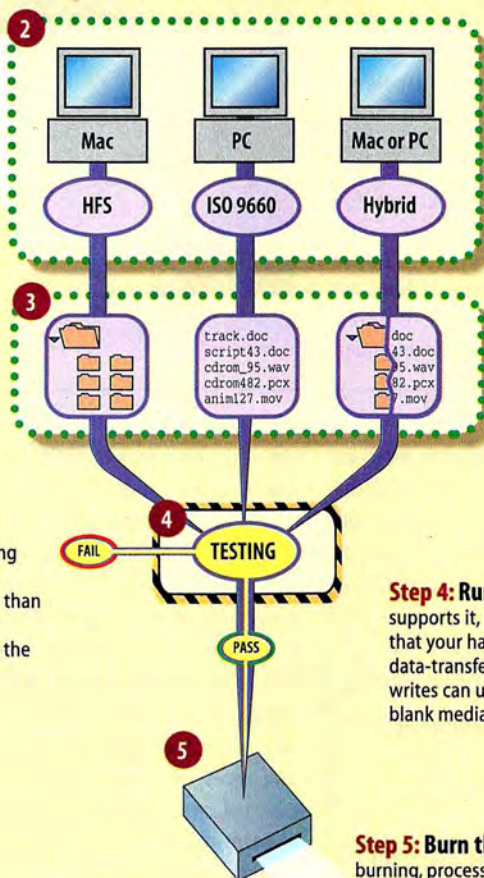 2
Mac PC Mac or PC
HFS ISO 9660 Hybrid
3
track.doc
script43.doc
cdrom_95.wav
cdrom482.pcx
anim127.mov
doc
43.doc
95.wav
82.pcx
7.mov
4
FAIL TESTING
ng
than
the
PASS
Step 4: Run
supports it,
that your ha
data-transfe
writes can u
blank media
5
Step 5: Burn th
burning, process